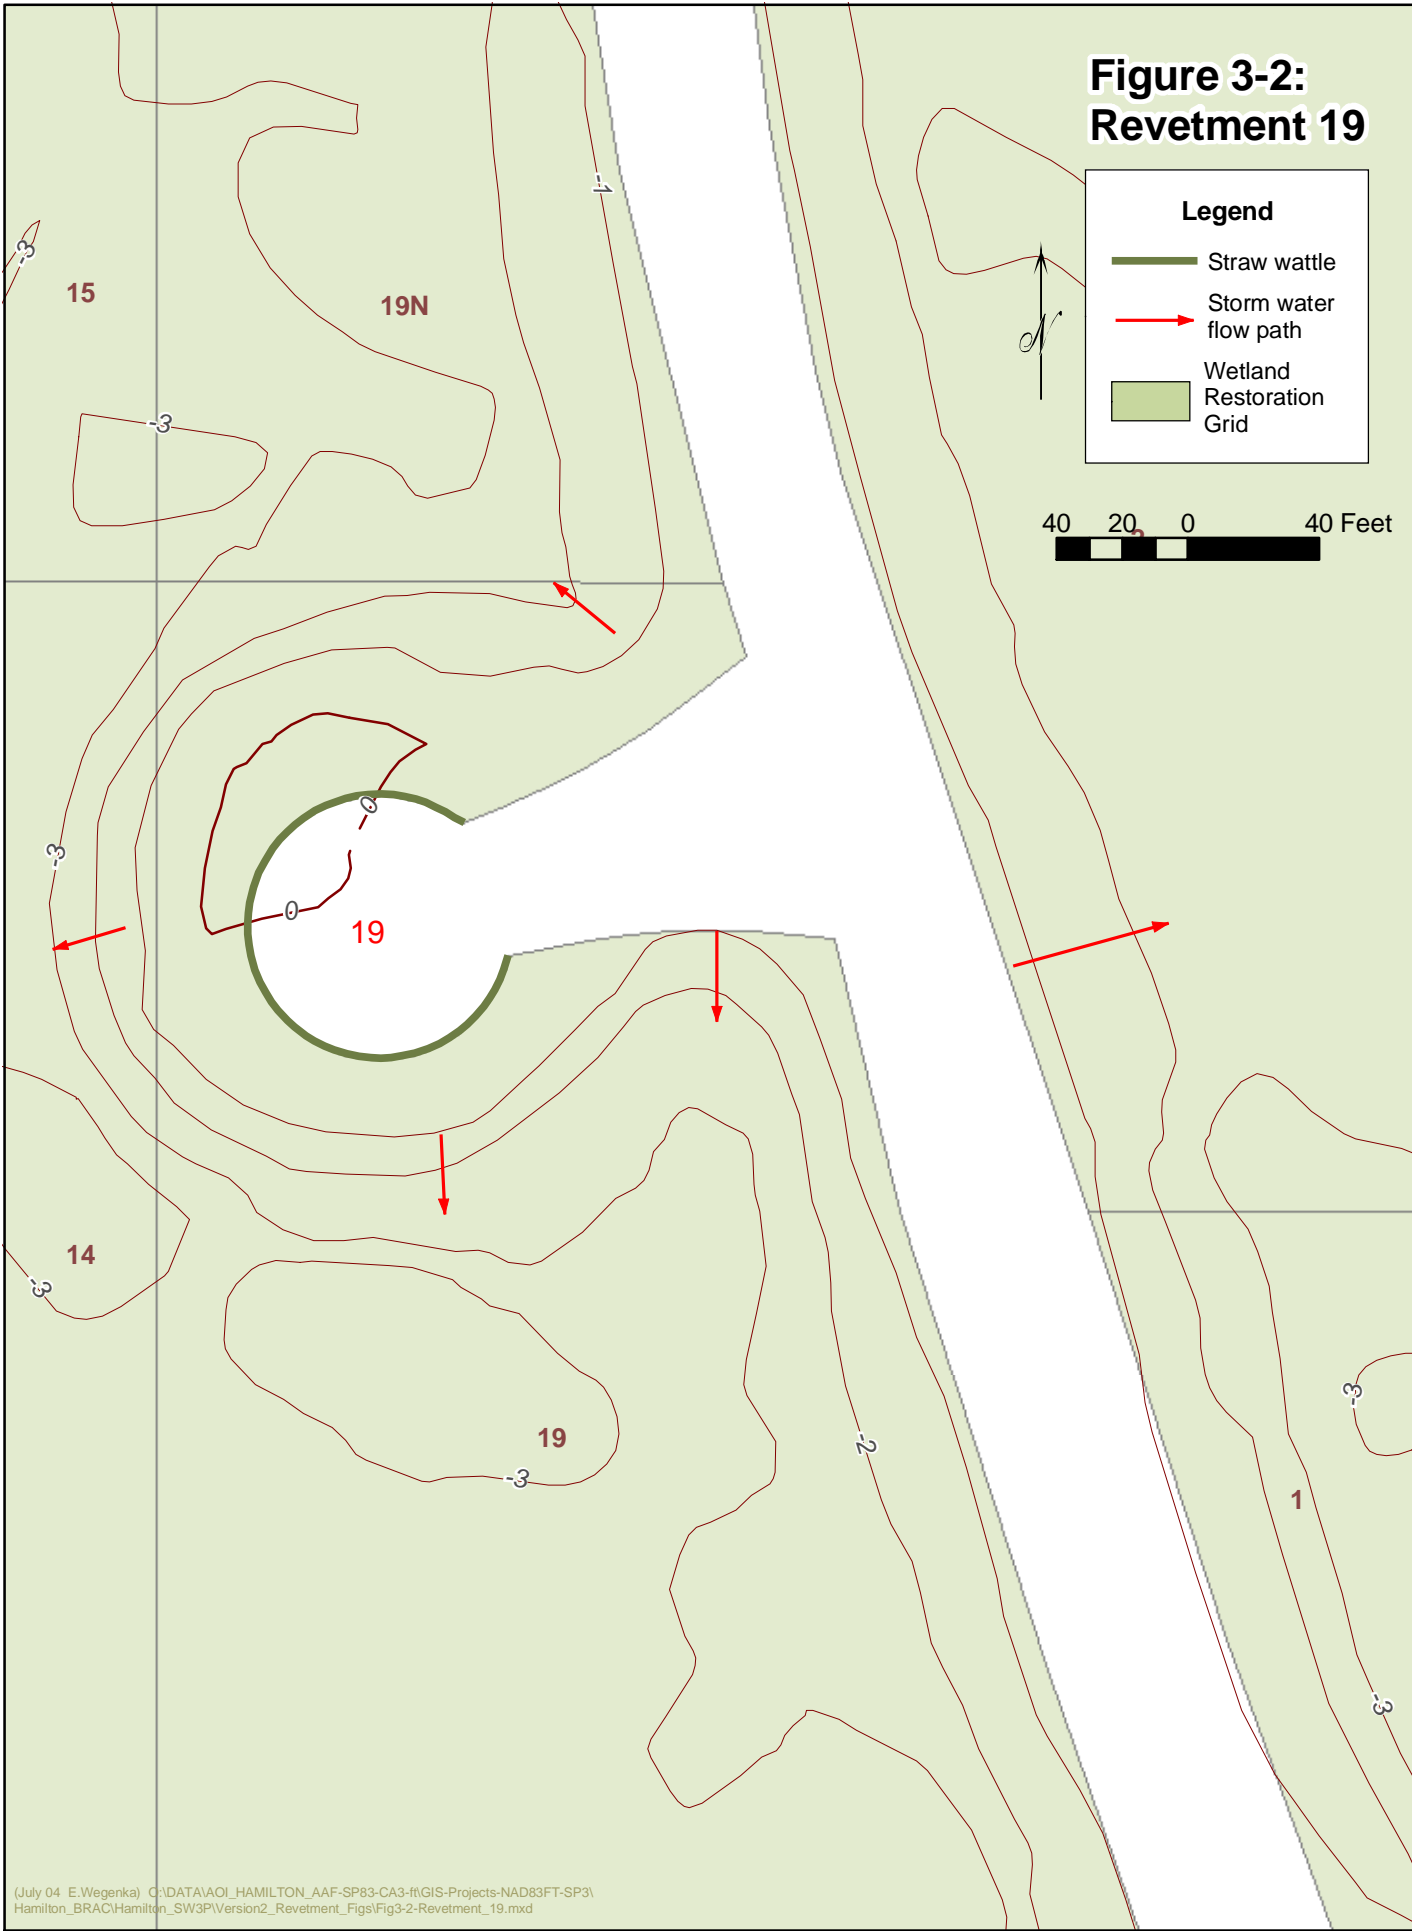 Figure 3-2:
Revetment 19
Legend
Straw wattle
Storm water
flow path
Wetland
Restoration
Grid
N
40 20 0 40 Feet
-1
-3
15
19N
-3
0
-3
0
19
14
-3
19
-3
-2
-3
1
-3
(July 04 E.Wegenka) C:\DATA\AOI_HAMILTON_AAF-SP83-CA3-ft\GIS-Projects-NAD83FT-SP3\
Hamilton_BRAC\Hamilton_SW3P\Version2_Revetment_Figs\Fig3-2-Revetment_19.mxd